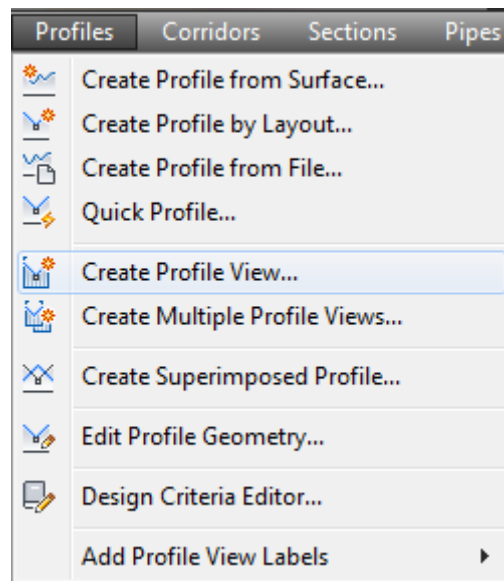 Profiles Corridors Sections Pipes
Create Profile from Surface...
Create Profile by Layout...
Create Profile from File...
Quick Profile...
Create Profile View...
Create Multiple Profile Views...
Create Superimposed Profile...
Edit Profile Geometry...
Design Criteria Editor...
Add Profile View Labels